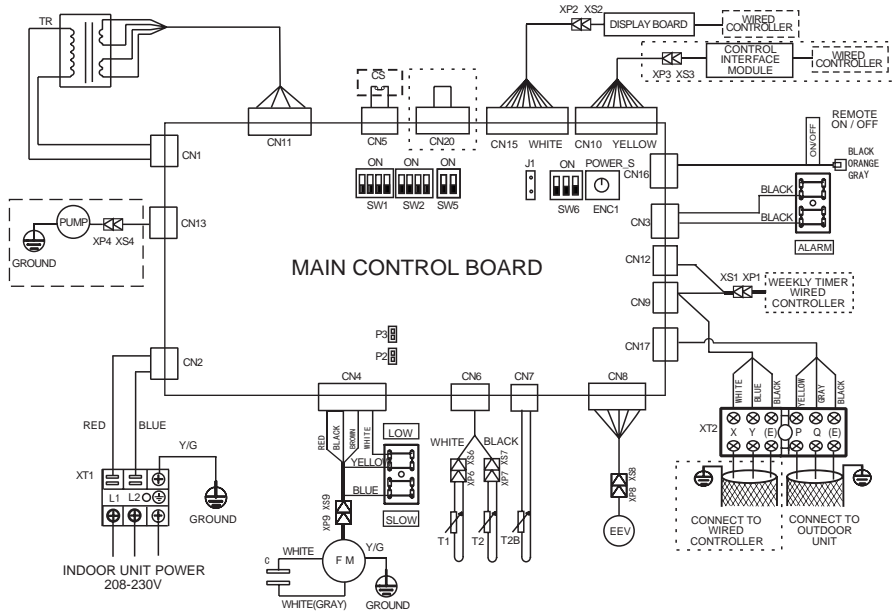 TR
XP2 XS2
DISPLAY BOARD
WIRED
CONTROLLER
CONTROL
INTERFACE
MODULE
WIRED
CONTROLLER
XP3 XS3
CS
CN11
CN5
CN20
CN15 WHITE
CN10 YELLOW
REMOTE
ON / OFF
ON/OFF
BLACK
ORANGE
GRAY
CN1
ON
SW1
ON
SW2
ON
SW5
J1
ON
SW6
POWER_S
ENC1
CN16
BLACK
CN3
BLACK
ALARM
CN13
PUMP
XP4 XS4
GROUND
MAIN CONTROL BOARD
CN12
XS1 XP1
WEEKLY TIMER
WIRED
CONTROLLER
CN9
CN17
P3
P2
CN2
CN4
CN6
CN7
CN8
RED
BLUE
Y/G
RED
BLACK
BROWN
WHITE
LOW
YELLOW
BLUE
SLOW
WHITE
BLACK
XP6 XS6
XP7 XS7
XP8 XS8
XP9 XS9
WHITE
BLUE
BLACK
YELLOW
GRAY
BLACK
XT2
X
Y
(E)
P
Q
(E)
XT1
L1
L2
GROUND
T1
T2
T2B
EEV
CONNECT TO
WIRED
CONTROLLER
CONNECT TO
OUTDOOR
UNIT
C
WHITE
F M
Y/G
WHITE(GRAY)
GROUND
INDOOR UNIT POWER
208-230V